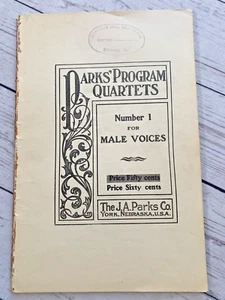 PARKS' PROGRAM
QUARTETS
Number 1
FOR
MALE VOICES
Price Fifty cents
Price Sixty cents
The J.A. Parks Co.
YORK, NEBRASKA, U.S.A.